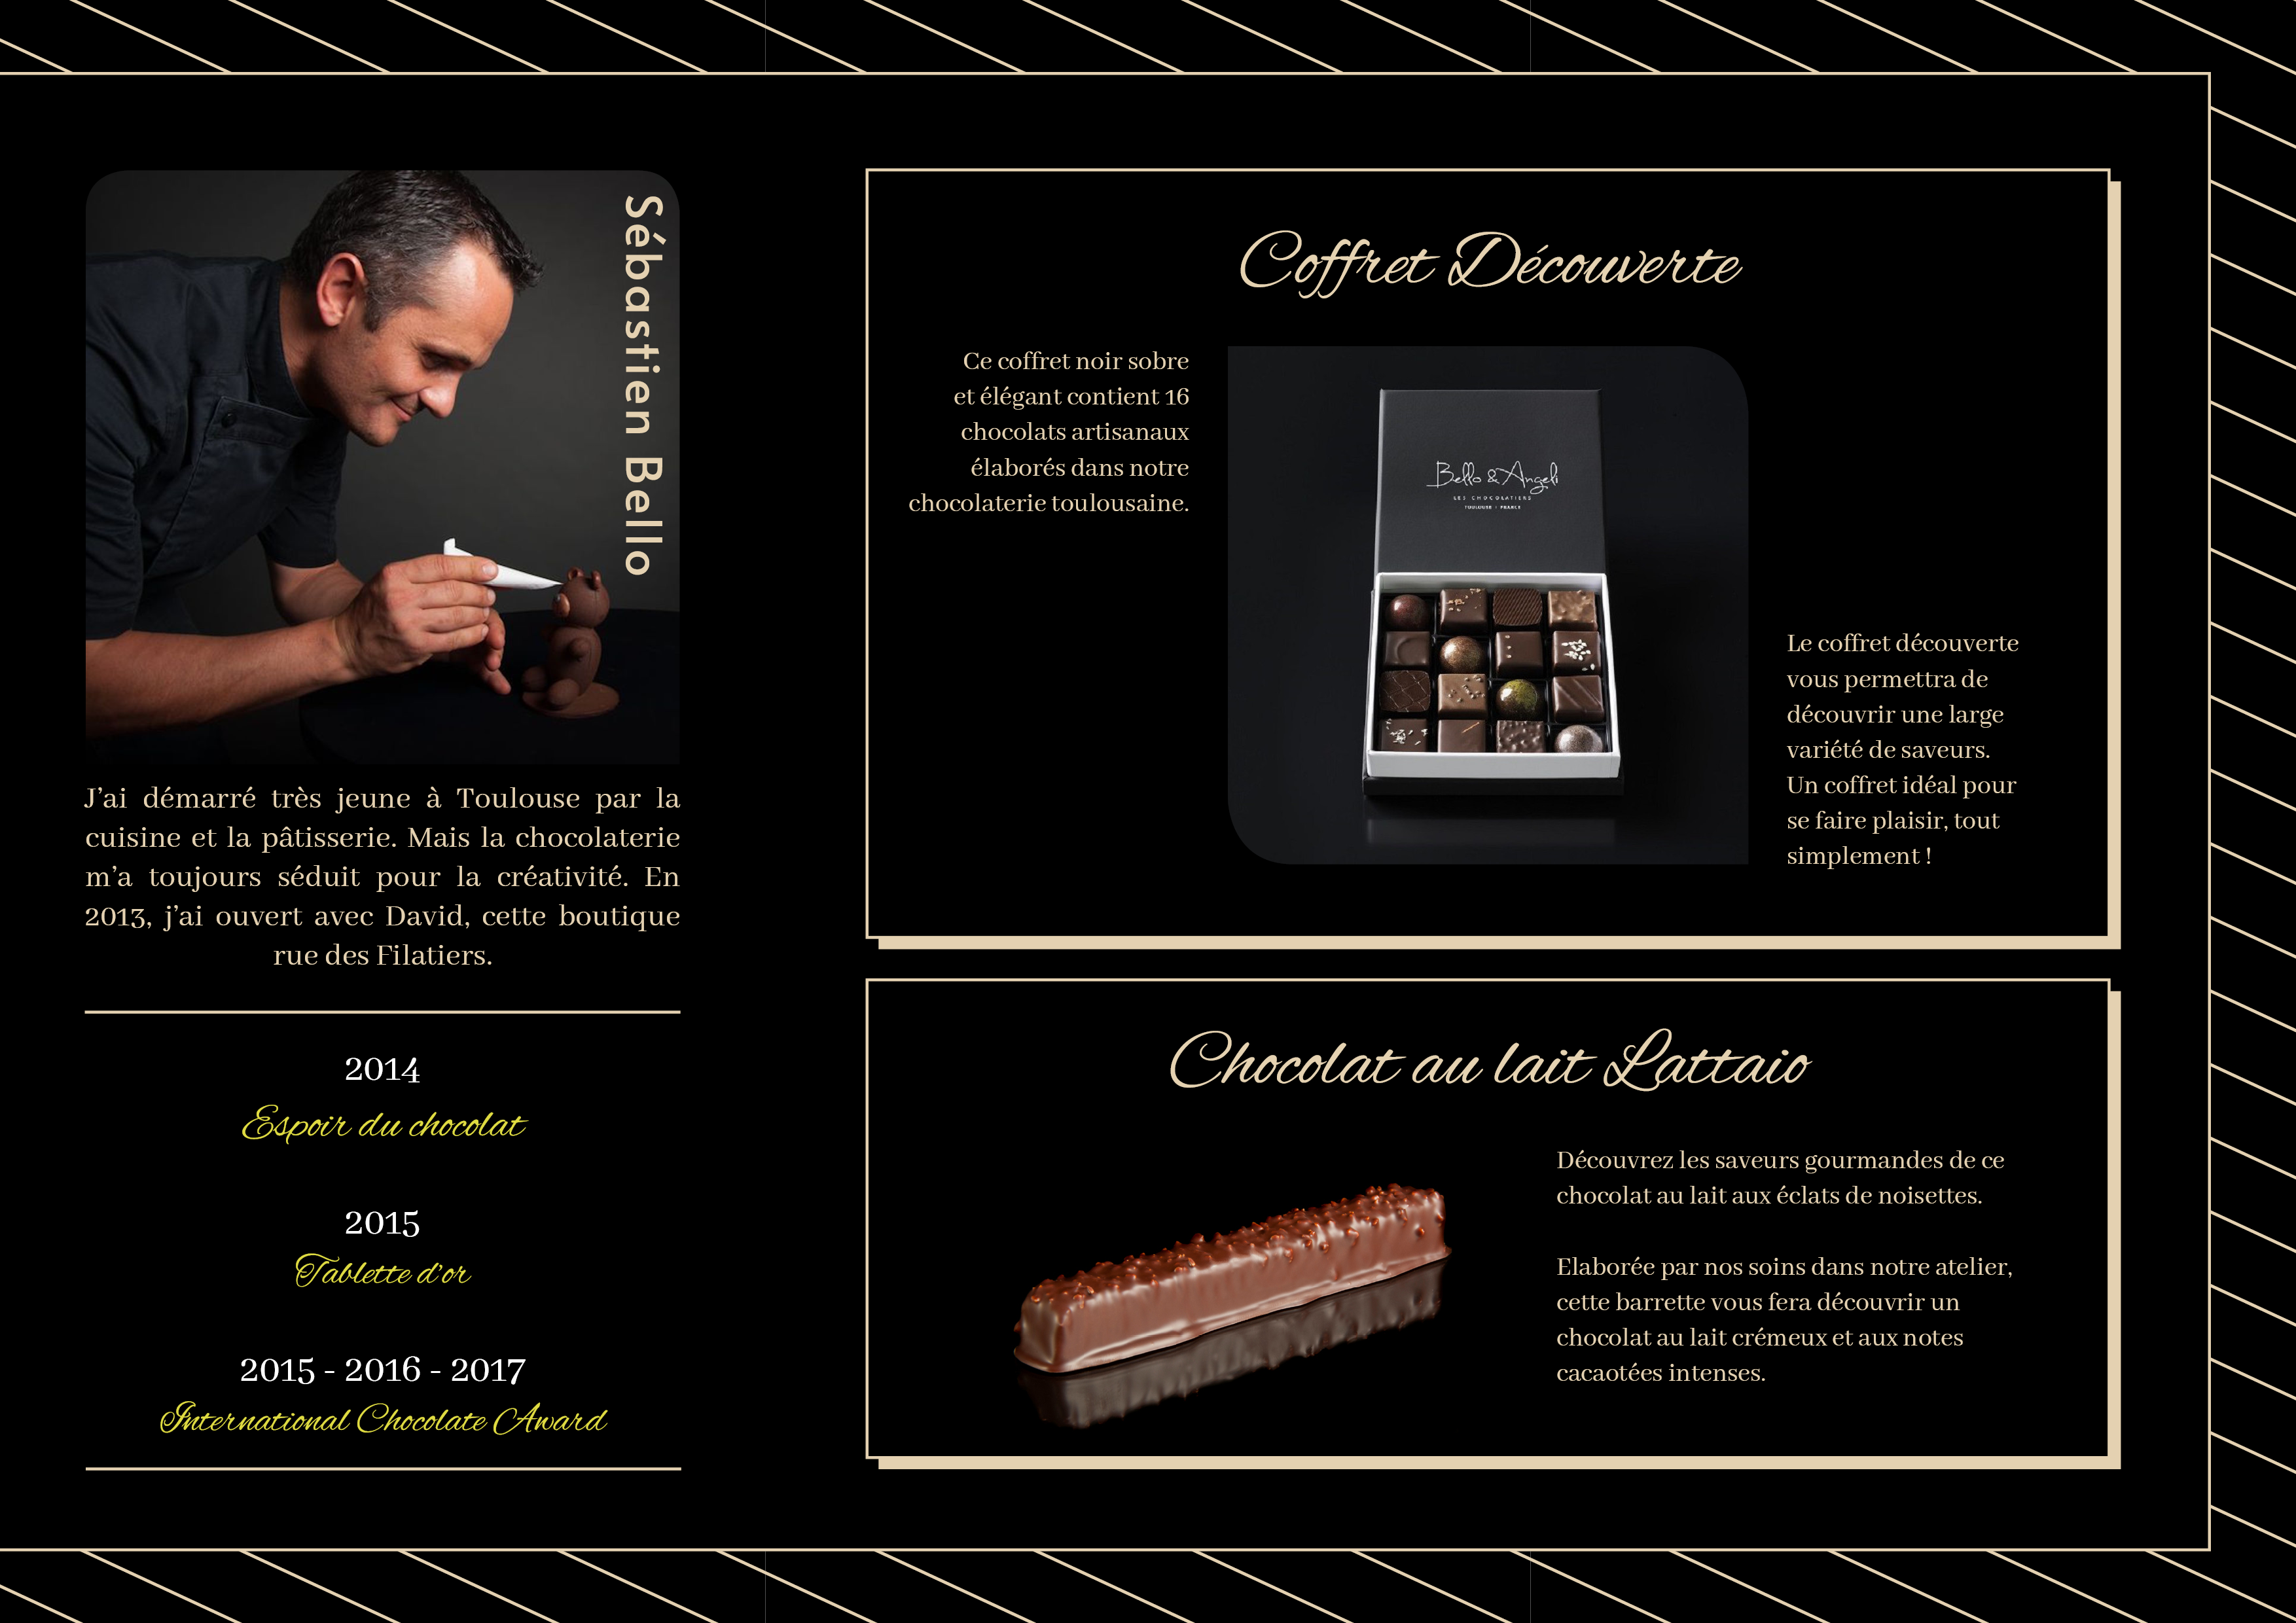 Sébastien Bello
J’ai démarré très jeune à Toulouse par la
cuisine et la pâtisserie. Mais la chocolaterie
m’a toujours séduit pour la créativité. En
2013, j’ai ouvert avec David, cette boutique
rue des Filatiers.
2014
Espoir du chocolat
2015
Tablette d’or
2015 - 2016 - 2017
International Chocolate Award
Coffret Découverte
Ce coffret noir sobre
et élégant contient 16
chocolats artisanaux
élaborés dans notre
chocolaterie toulousaine.
Bello & Angeli
LES CHOCOLATIERS
TOULOUSE - FRANCE
Le coffret découverte
vous permettra de
découvrir une large
variété de saveurs.
Un coffret idéal pour
se faire plaisir, tout
simplement !
Chocolat au lait Lattaio
Découvrez les saveurs gourmandes de ce
chocolat au lait aux éclats de noisettes.
Elaborée par nos soins dans notre atelier,
cette barrette vous fera découvrir un
chocolat au lait crémeux et aux notes
cacaotées intenses.